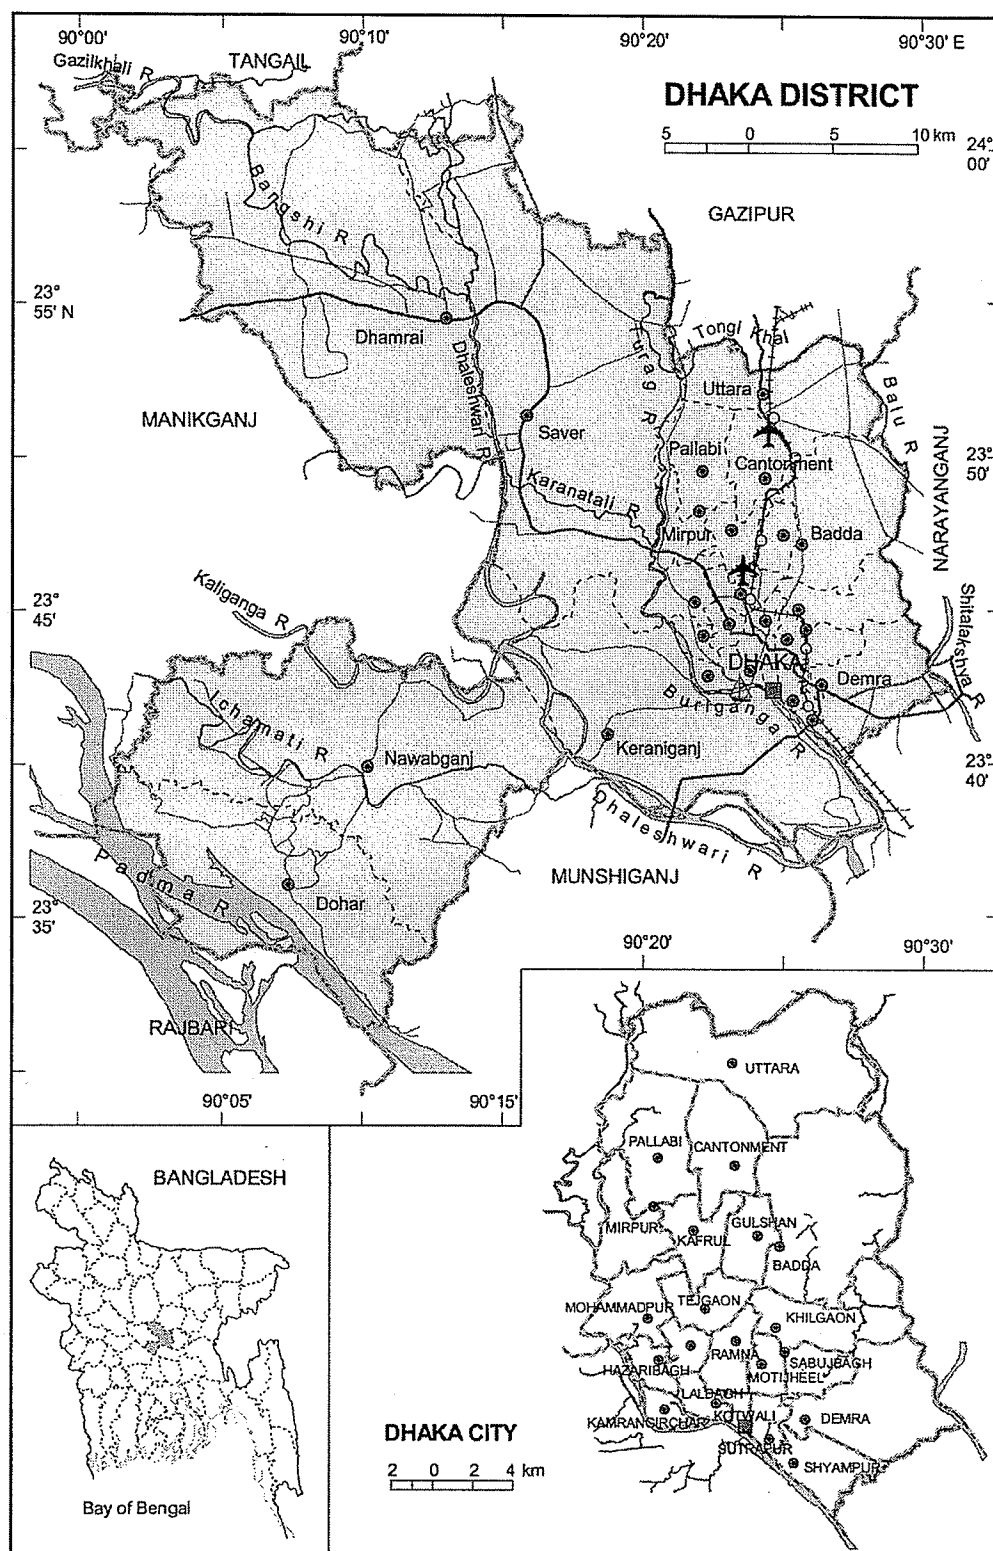 90°00'
90°10'
90°20'
90°30' E
Gazilkhali R
TANGAIL
DHAKA DISTRICT
5 0 5 10 km
24°
00'
GAZIPUR
Bangshi R
23°
55' N
Dhamrai
Dhaleshwari R
Turag R
Tongi Khal
Uttara
Balu R
MANIKGANJ
Saver
Pallabi
Cantonment
23°
50'
NARAYANGANJ
Karanatali R
Mirpur
Badda
Kaliganga R
23°
45'
Shitalakshya R
DHAKA
Demra
Ichamati R
Buriganga R
Nawabganj
Keraniganj
23°
40'
Dhaleshwari R
MUNSHIGANJ
Padma R
Dohar
23°
35'
90°20'
90°30'
RAJBARI
90°05'
90°10'
90°15'
UTTARA
BANGLADESH
PALLABI
CANTONMENT
MIRPUR
KAFRUL
GULSHAN
BADDA
MOHAMMADPUR
TEJGAON
KHILGAON
HAZARIBAGH
RAMNA
SABUJBAGH
MOTIJHEEL
LALBAGH
KAMRANGIRCHAR
KOTWALI
DEMRA
SUTRAPUR
SHYAMPUR
DHAKA CITY
2 0 2 4 km
Bay of Bengal